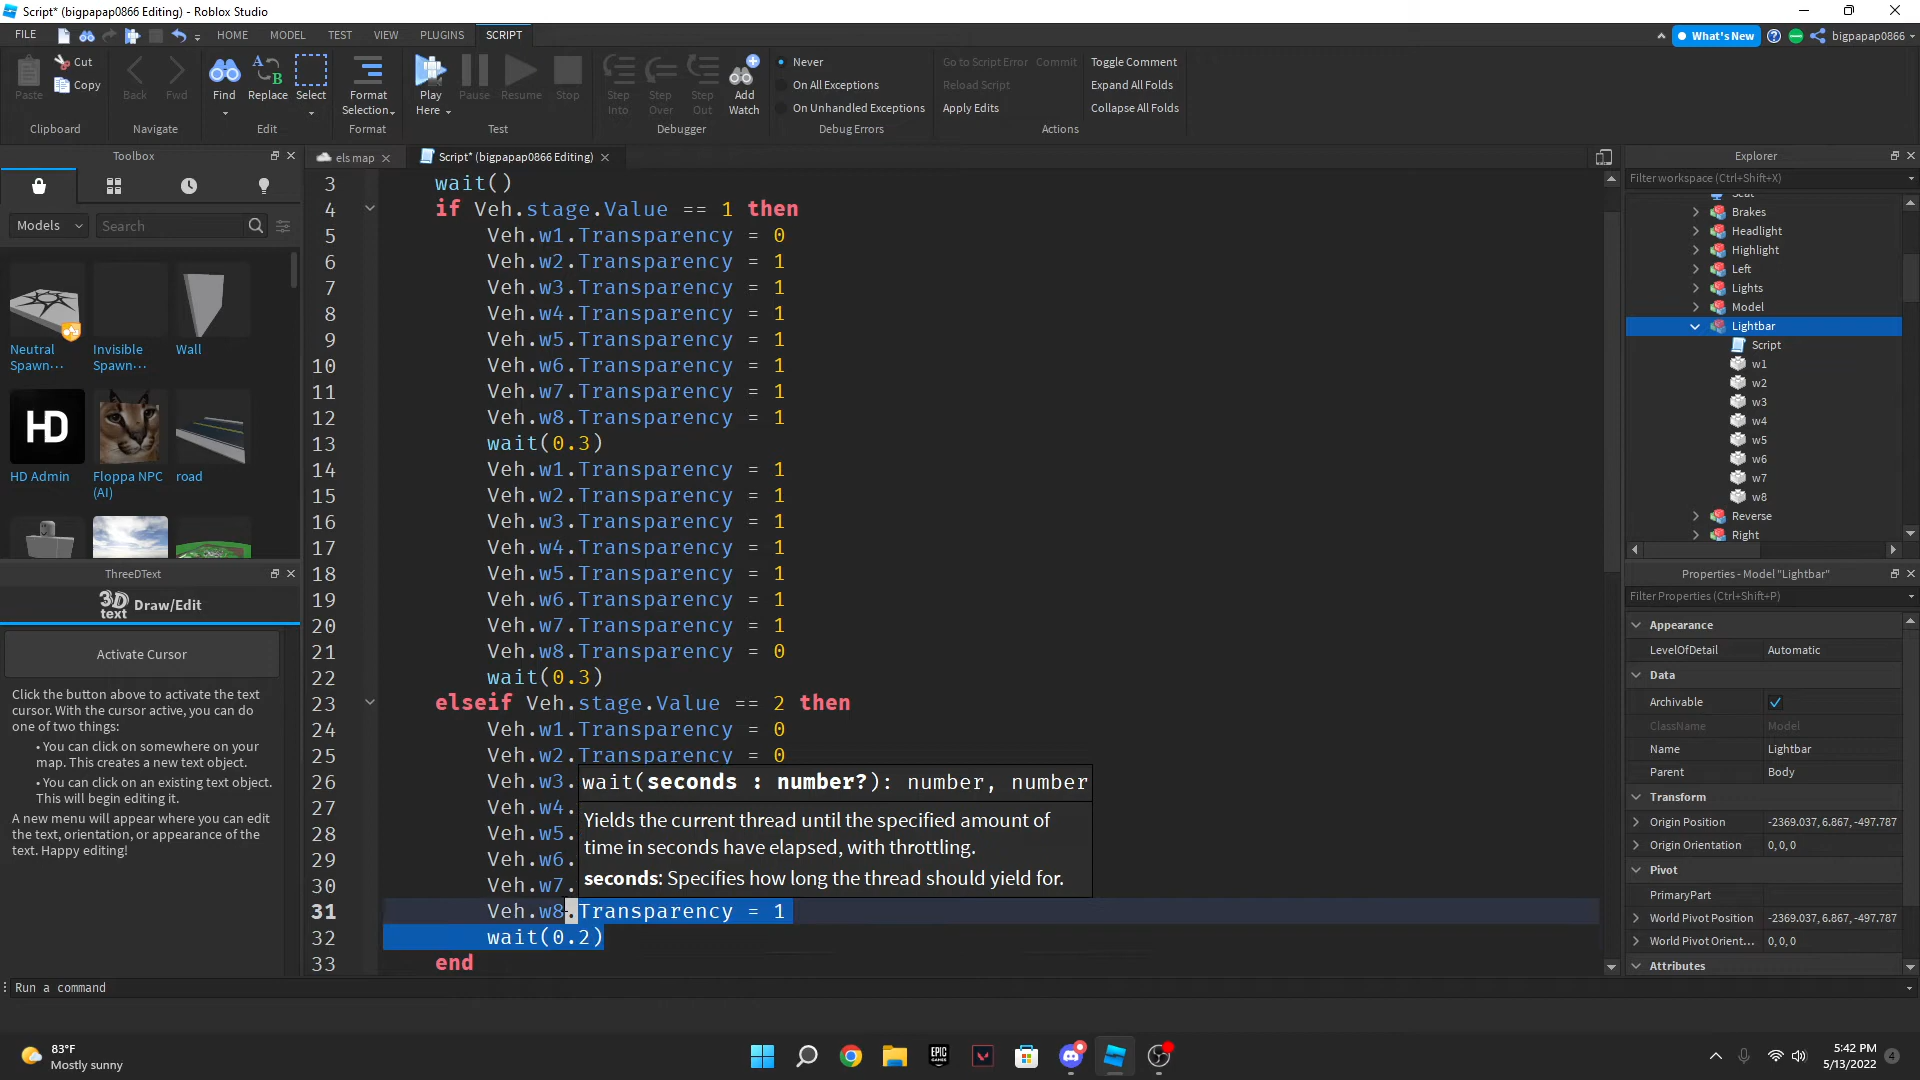 Script* (bigpapap0866 Editing) - Roblox Studio
FILE HOME MODEL TEST VIEW PLUGINS SCRIPT
What's New bigpapap0866
Paste Cut Copy Clipboard
Back Fwd Navigate
Find Replace Select Edit
Format Selection Format
Play Here Pause Resume Stop Test
Step Into Step Over Step Out Add Watch Debugger
Never
On All Exceptions
On Unhandled Exceptions
Debug Errors
Go to Script Error Commit Toggle Comment
Reload Script Expand All Folds
Apply Edits Collapse All Folds
Actions
Toolbox
Models Search
Neutral Spawn···
Invisible Spawn···
Wall
HD
HD Admin
Floppa NPC (AI)
road
ThreeDText
3D text Draw/Edit
Activate Cursor
Click the button above to activate the text
cursor. With the cursor active, you can do
one of two things:
• You can click on somewhere on your
map. This creates a new text object.
• You can click on an existing text object.
This will begin editing it.
A new menu will appear where you can edit
the text, orientation, or appearance of the
text. Happy editing!
els map
Script* (bigpapap0866 Editing)
3 wait()
4 if Veh.stage.Value == 1 then
5 Veh.w1.Transparency = 0
6 Veh.w2.Transparency = 1
7 Veh.w3.Transparency = 1
8 Veh.w4.Transparency = 1
9 Veh.w5.Transparency = 1
10 Veh.w6.Transparency = 1
11 Veh.w7.Transparency = 1
12 Veh.w8.Transparency = 1
13 wait(0.3)
14 Veh.w1.Transparency = 1
15 Veh.w2.Transparency = 1
16 Veh.w3.Transparency = 1
17 Veh.w4.Transparency = 1
18 Veh.w5.Transparency = 1
19 Veh.w6.Transparency = 1
20 Veh.w7.Transparency = 1
21 Veh.w8.Transparency = 0
22 wait(0.3)
23 elseif Veh.stage.Value == 2 then
24 Veh.w1.Transparency = 0
25 Veh.w2.Transparency = 0
26 Veh.w3.
27 Veh.w4.
28 Veh.w5.
29 Veh.w6.
30 Veh.w7.
31 Veh.w8.Transparency = 1
32 wait(0.2)
33 end
wait(seconds : number?): number, number
Yields the current thread until the specified amount of
time in seconds have elapsed, with throttling.
seconds: Specifies how long the thread should yield for.
Explorer
Filter workspace (Ctrl+Shift+X)
Seat
Brakes
Headlight
Highlight
Left
Lights
Model
Lightbar
Script
w1
w2
w3
w4
w5
w6
w7
w8
Reverse
Right
Properties - Model "Lightbar"
Filter Properties (Ctrl+Shift+P)
Appearance
LevelOfDetail Automatic
Data
Archivable
ClassName Model
Name Lightbar
Parent Body
Transform
Origin Position -2369.037, 6.867, -497.787
Origin Orientation 0, 0, 0
Pivot
PrimaryPart
World Pivot Position -2369.037, 6.867, -497.787
World Pivot Orient... 0, 0, 0
Attributes
Run a command
83°F
Mostly sunny
EPIC GAMES
5:42 PM
5/13/2022
4